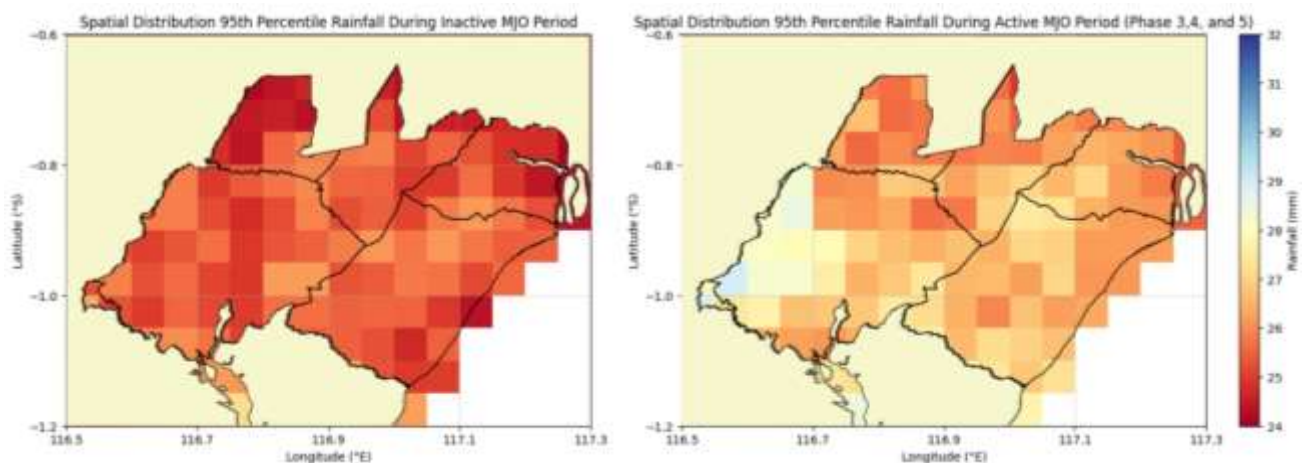 Spatial Distribution 95th Percentile Rainfall During Inactive MJO Period
Spatial Distribution 95th Percentile Rainfall During Active MJO Period (Phase 3,4, and 5)
−0.6
−0.8
−1.0
−1.2
Latitude (°S)
116.5 116.7 116.9 117.1 117.3
Longitude (°E)
−0.6
−0.8
−1.0
−1.2
Latitude (°S)
116.5 116.7 116.9 117.1 117.3
Longitude (°E)
32
31
30
29
28
27
26
25
24
Rainfall (mm)